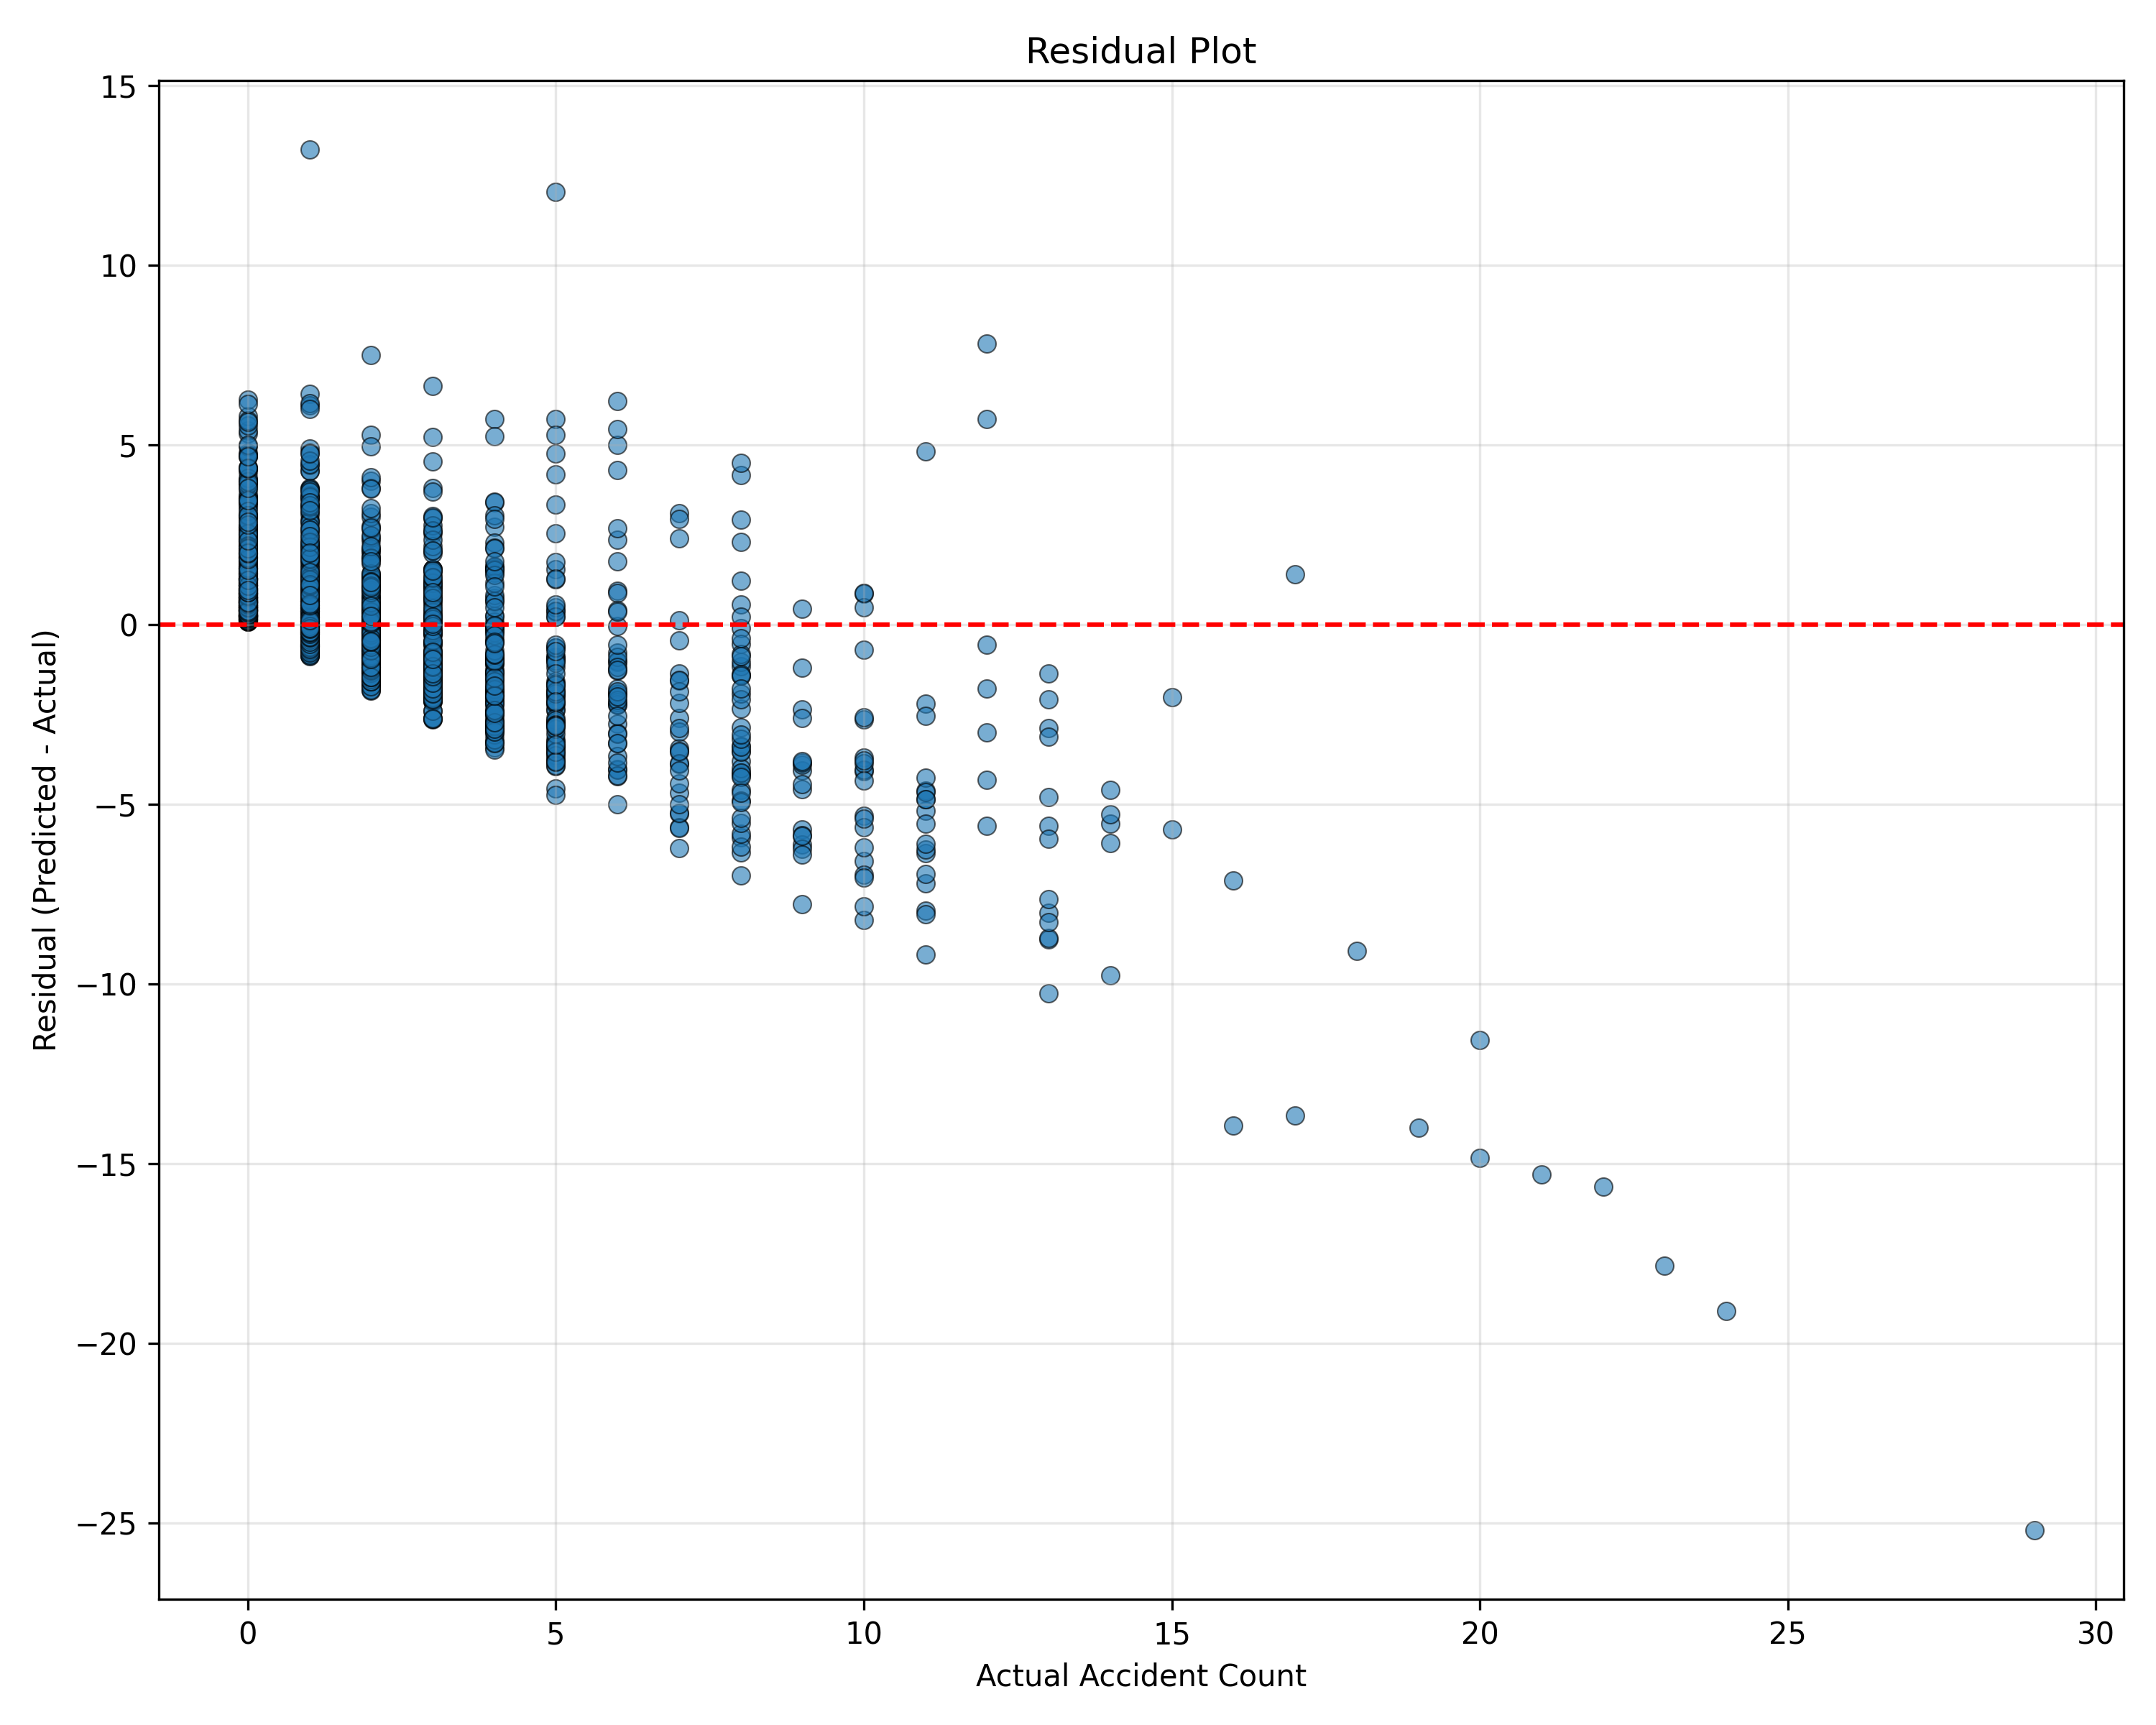 Residual Plot
Residual (Predicted - Actual)
15
10
5
0
−5
−10
−15
−20
−25
0 5 10 15 20 25 30
Actual Accident Count